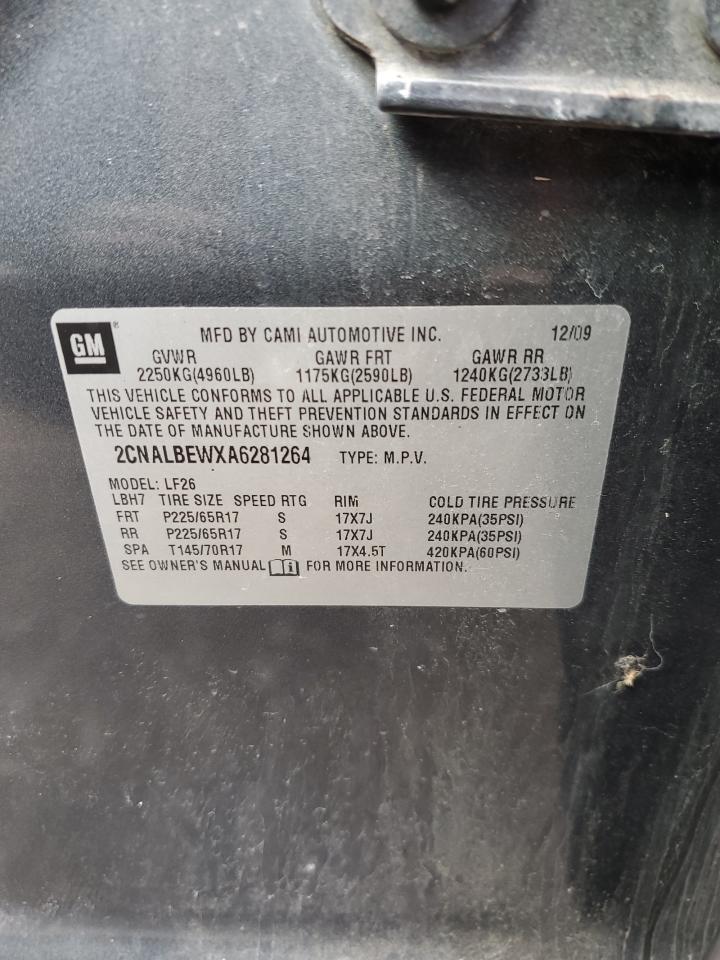 GM ® MFD BY CAMI AUTOMOTIVE INC. 12/09
GVWR GAWR FRT GAWR RR
2250KG(4960LB) 1175KG(2590LB) 1240KG(2733LB)
THIS VEHICLE CONFORMS TO ALL APPLICABLE U.S. FEDERAL MOTOR
VEHICLE SAFETY AND THEFT PREVENTION STANDARDS IN EFFECT ON
THE DATE OF MANUFACTURE SHOWN ABOVE.
2CNALBEWXA6281264 TYPE: M.P.V.
MODEL: LF26
LBH7 TIRE SIZE SPEED RTG RIM COLD TIRE PRESSURE
FRT P225/65R17 S 17X7J 240KPA(35PSI)
RR P225/65R17 S 17X7J 240KPA(35PSI)
SPA T145/70R17 M 17X4.5T 420KPA(60PSI)
SEE OWNER'S MANUAL FOR MORE INFORMATION.